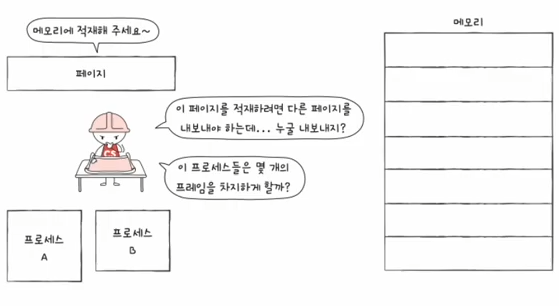 메모리에 적재해 주세요~
메모리
페이지
이 페이지를 적재하려면 다른 페이지를
내보내야 하는데... 누굴 내보내지?
이 프로세스들은 몇 개의
프레임을 차지하게 할까?
프로세스
A
프로세스
B